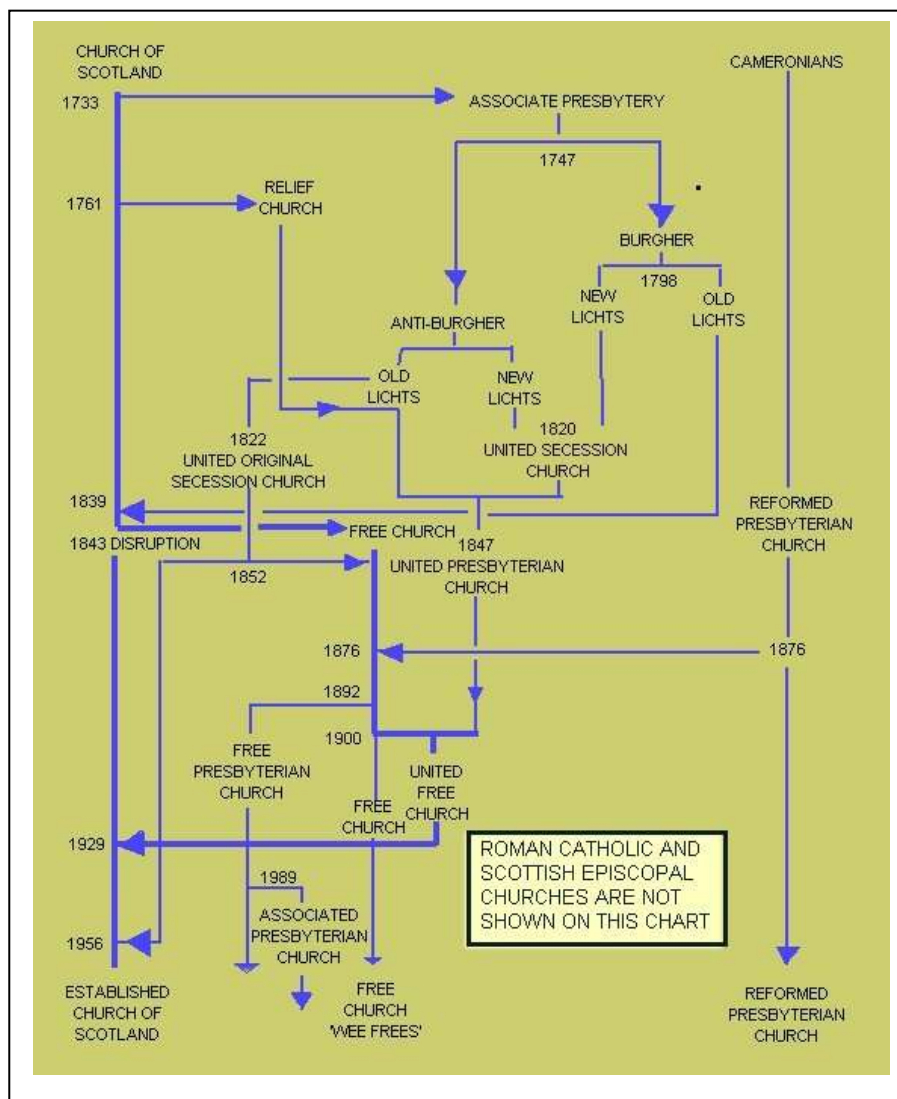 CHURCH OF
SCOTLAND
CAMERONIANS
1733
ASSOCIATE PRESBYTERY
1747
RELIEF
CHURCH
1761
BURGHER
1798
NEW
LICHTS
OLD
LICHTS
ANTI-BURGHER
OLD
LICHTS
NEW
LICHTS
1820
UNITED SECESSION
CHURCH
1822
UNITED ORIGINAL
SECESSION CHURCH
1839
REFORMED
PRESBYTERIAN
CHURCH
FREE CHURCH
1843 DISRUPTION
1847
UNITED PRESBYTERIAN
CHURCH
1852
1876
1876
1892
1900
FREE
PRESBYTERIAN
CHURCH
UNITED
FREE
CHURCH
FREE
CHURCH
1929
ROMAN CATHOLIC AND
SCOTTISH EPISCOPAL
CHURCHES ARE NOT
SHOWN ON THIS CHART
1989
ASSOCIATED
PRESBYTERIAN
CHURCH
1956
ESTABLISHED
CHURCH OF
SCOTLAND
FREE
CHURCH
'WEE FREES'
REFORMED
PRESBYTERIAN
CHURCH